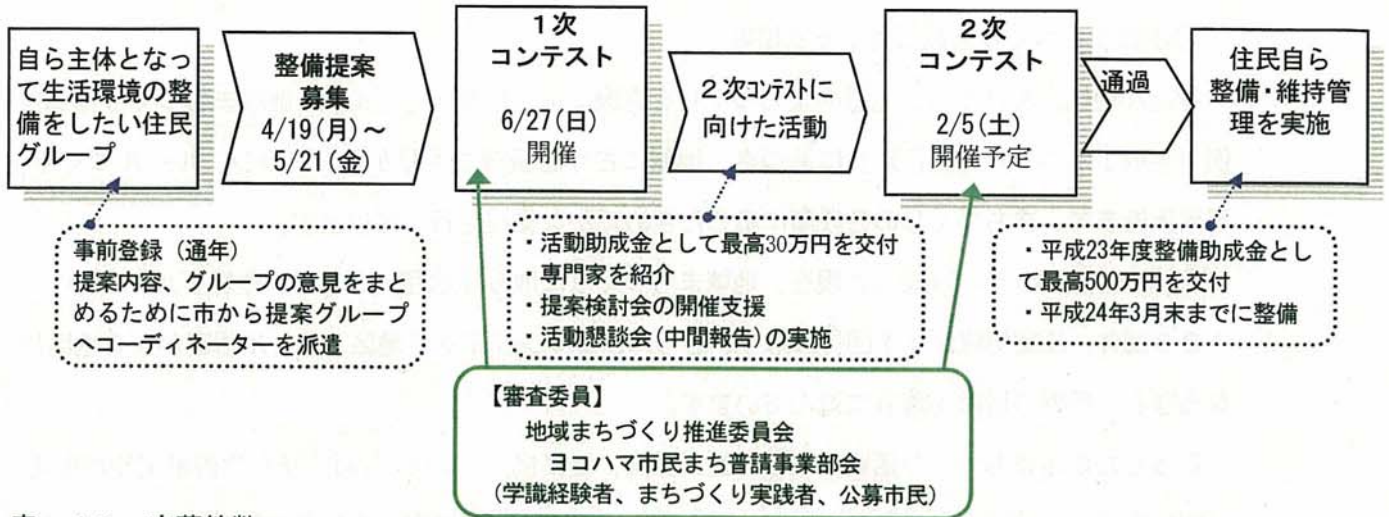 自ら主体となっ
て生活環境の整
備をしたい住民
グループ
整備提案
募集
4/19(月)～
5/21(金)
1次
コンテスト
6/27(日)
開催
2次コンテストに
向けた活動
2次
コンテスト
2/5(土)
開催予定
通過
住民自ら
整備・維持管
理を実施
事前登録（通年）
提案内容、グループの意見をまと
めるために市から提案グループ
へコーディネーターを派遣
・活動助成金として最高30万円を交付
・専門家を紹介
・提案検討会の開催支援
・活動懇談会(中間報告)の実施
・平成23年度整備助成金とし
て最高500万円を交付
・平成24年3月末までに整備
【審査委員】
地域まちづくり推進委員会
ヨコハマ市民まち普請事業部会
(学識経験者、まちづくり実践者、公募市民)